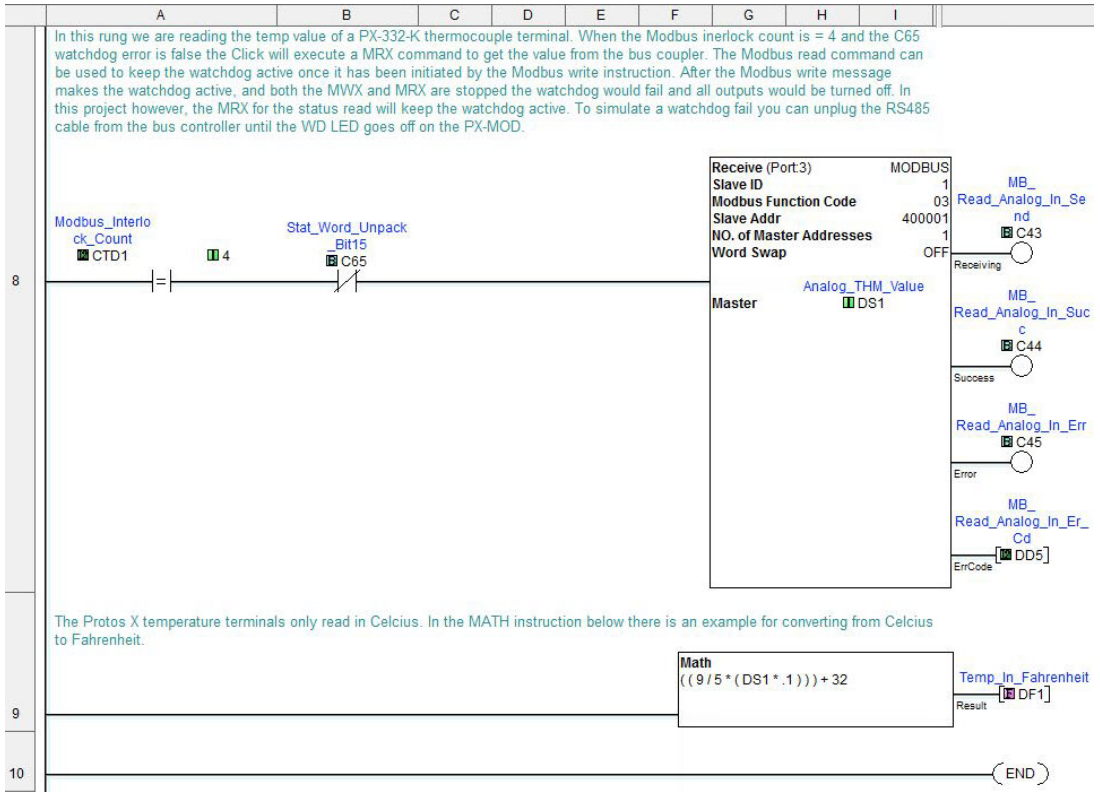 A B C D E F G H I
In this rung we are reading the temp value of a PX-332-K thermocouple terminal. When the Modbus inerlock count is = 4 and the C65
watchdog error is false the Click will execute a MRX command to get the value from the bus coupler. The Modbus read command can
be used to keep the watchdog active once it has been initiated by the Modbus write instruction. After the Modbus write message
makes the watchdog active, and both the MWX and MRX are stopped the watchdog would fail and all outputs would be turned off. In
this project however, the MRX for the status read will keep the watchdog active. To simulate a watchdog fail you can unplug the RS485
cable from the bus controller until the WD LED goes off on the PX-MOD.
8
Modbus_Interlo
ck_Count
CTD1
4
=
Stat_Word_Unpack
_Bit15
B C65
Receive (Port:3) MODBUS
Slave ID 1
Modbus Function Code 03
Slave Addr 400001
NO. of Master Addresses 1
Word Swap OFF
Analog_THM_Value
Master I DS1
MB_
Read_Analog_In_Se
nd
B C43
Receiving
MB_
Read_Analog_In_Suc
c
B C44
Success
MB_
Read_Analog_In_Err
B C45
Error
MB_
Read_Analog_In_Er_
Cd
DD5
ErrCode
The Protos X temperature terminals only read in Celcius. In the MATH instruction below there is an example for converting from Celcius
to Fahrenheit.
9
Math
( ( 9 / 5 * ( DS1 * .1 ) ) ) + 32
Temp_In_Fahrenheit
F DF1
Result
10
END